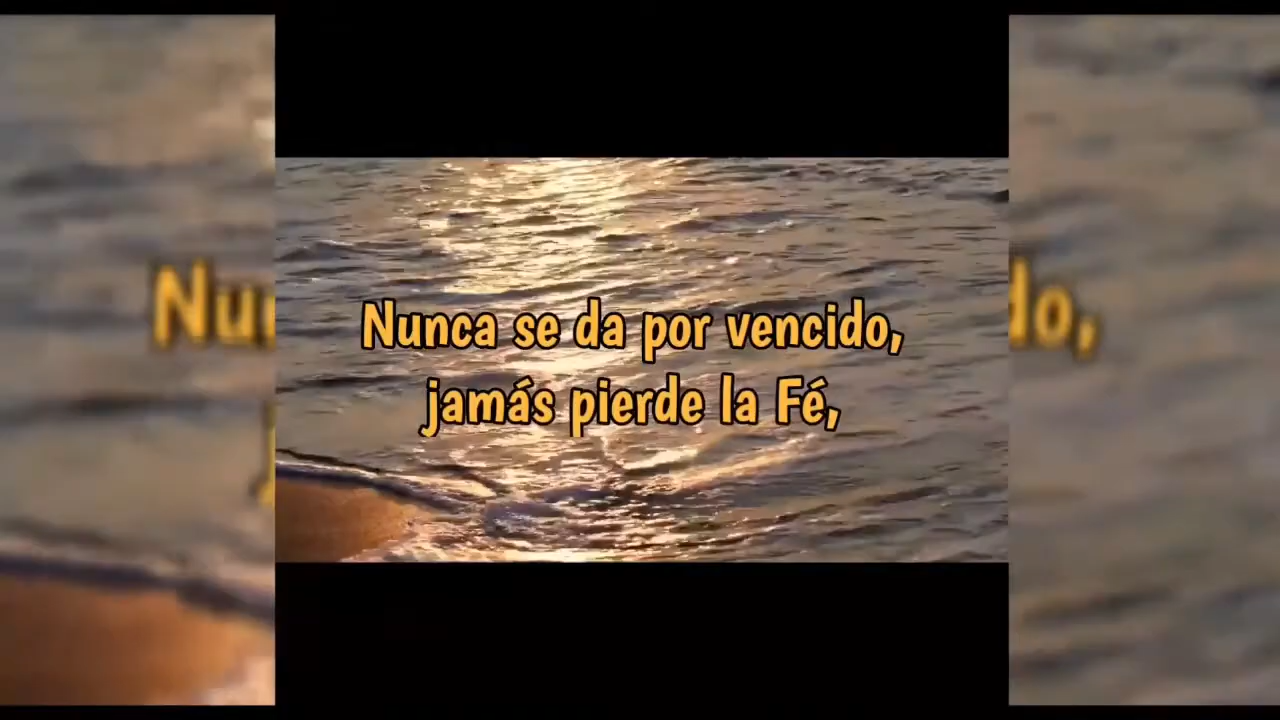 Nunca se da por vencido,
jamás pierde la Fé,